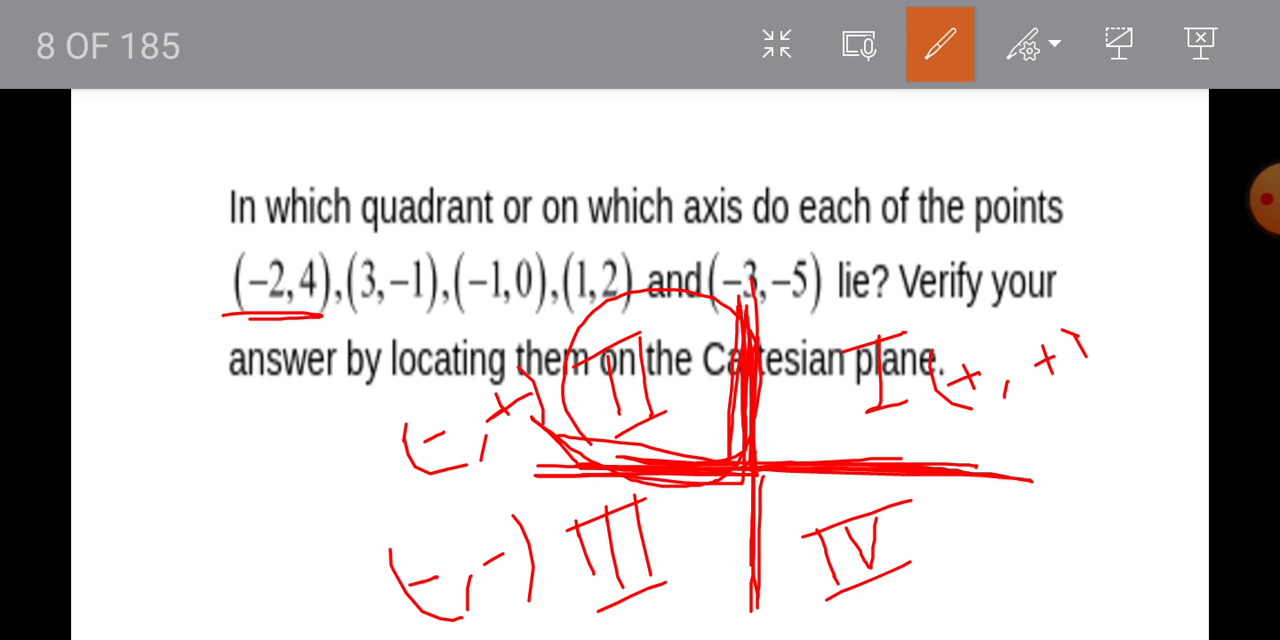 8 OF 185
In which quadrant or on which axis do each of the points
(−2,4),(3,−1),(−1,0),(1,2) and(−3,−5) lie? Verify your
answer by locating them on the Cartesian plane.
II I (+, +)
(-, +)
(-, -) III IV